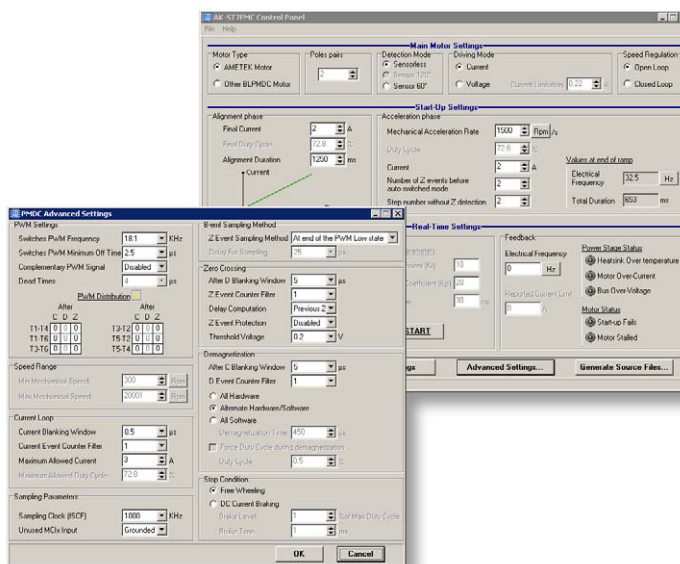 AK-ST7FMC Control Panel
File Help
Main Motor Settings
Motor Type
AMETEK Motor
Other BLPMDC Motor
Poles pairs
2
Detection Mode
Sensorless
Sensor 120°
Sensor 60°
Driving Mode
Current
Voltage
Current Limitation
0.22
A
Speed Regulation
Open Loop
Closed Loop
Start-Up Settings
Alignment phase
Final Current 2 A
Final Duty Cycle 72.8 %
Alignment Duration 1250 ms
Current
Acceleration phase
Mechanical Acceleration Rate 1500 Rpm /s
Duty Cycle 72.8 %
Current 2 A
Number of Z events before
auto switched mode 2
Step number without Z detection 2
Values at end of ramp
Electrical
Frequency 32.5 Hz
Total Duration 653 ms
Real-Time Settings
10
20
30 ms
START
Feedback
Electrical Frequency
0 Hz
Reported Current Limit
0 A
Power Stage Status
Heatsink Over temperature
Motor Over-Current
Bus Over-Voltage
Motor Status
Start-up Fails
Motor Stalled
Advanced Settings...
Generate Source Files...
PMDC Advanced Settings
PWM Settings
Switches PWM Frequency 18.1 KHz
Switches PWM Minimum Off Time 2.5 µs
Complementary PWM Signal Disabled
Dead Times 4 µs
PWM Distribution
After After
C D Z C D Z
T1-T4 0 0 0 T3-T2 0 0 0
T1-T6 0 0 0 T5-T2 0 0 0
T3-T6 0 0 0 T5-T4 0 0 0
Speed Range
Min Mechanical Speed 300 Rpm
Max Mechanical Speed 20001 Rpm
Current Loop
Current Blanking Window 0.5 µs
Current Event Counter Filter 1
Maximum Allowed Current 3 A
Maximum Allowed Duty Cycle 72.8 %
Sampling Parameters
Sampling Clock (fSCF) 1000 KHz
Unused MCIx Input Grounded
B-emf Sampling Method
Z Event Sampling Method At end of the PWM Low state
Delay For Sampling 25 µs
Zero Crossing
After D Blanking Window 5 µs
Z Event Counter Filter 1
Delay Computation Previous Z
Z Event Protection Disabled
Threshold Voltage 0.2 V
Demagnetization
After C Blanking Window 5 µs
D Event Counter Filter 1
All Hardware
Alternate Hardware/Software
All Software
Demagnetization Time 450 µs
Force Duty Cycle during demagnetization
Duty Cycle 0.5 %
Stop Condition
Free Wheeling
DC Current Braking
Brake Level 1 %of Max Duty Cycle
Brake Time 1 ms
OK
Cancel